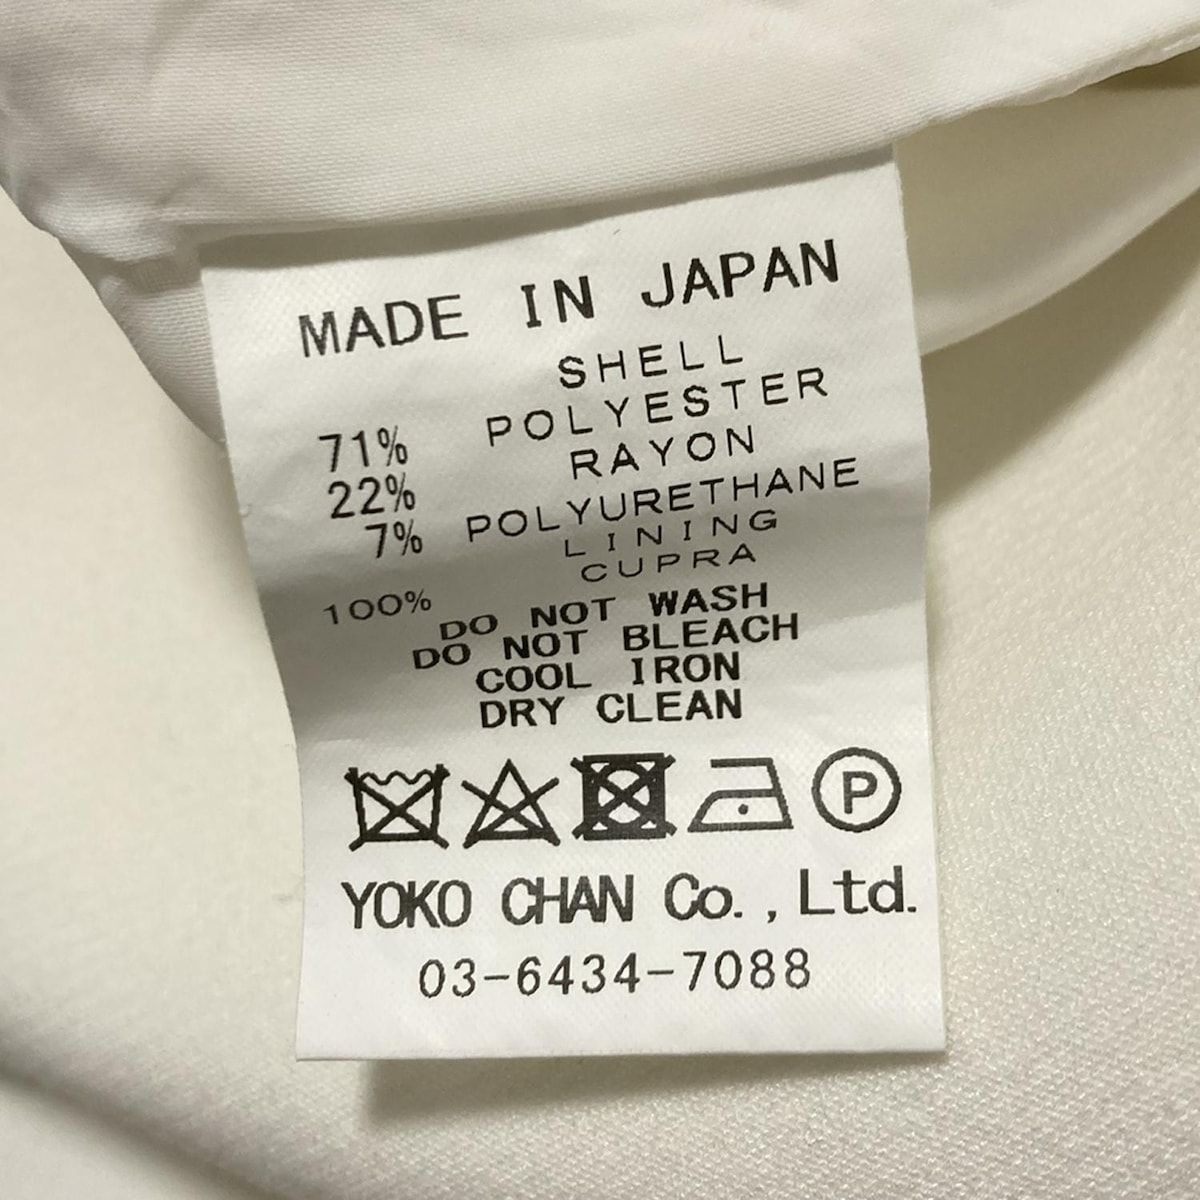 MADE IN JAPAN
SHELL
71% POLYESTER
22% RAYON
7% POLYURETHANE
LINING
100% CUPRA
DO NOT WASH
DO NOT BLEACH
COOL IRON
DRY CLEAN
P
YOKO CHAN Co., Ltd.
03-6434-7088